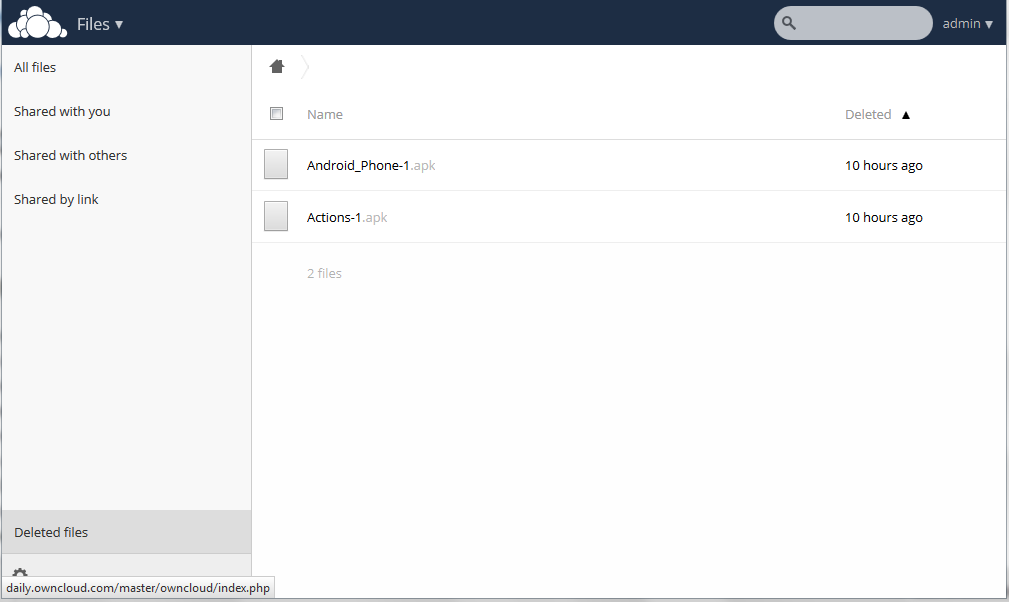 Files ▼
admin ▼
All files
Shared with you
Shared with others
Shared by link
Name
Deleted ▲
Android_Phone-1.apk
10 hours ago
Actions-1.apk
10 hours ago
2 files
Deleted files
daily.owncloud.com/master/owncloud/index.php